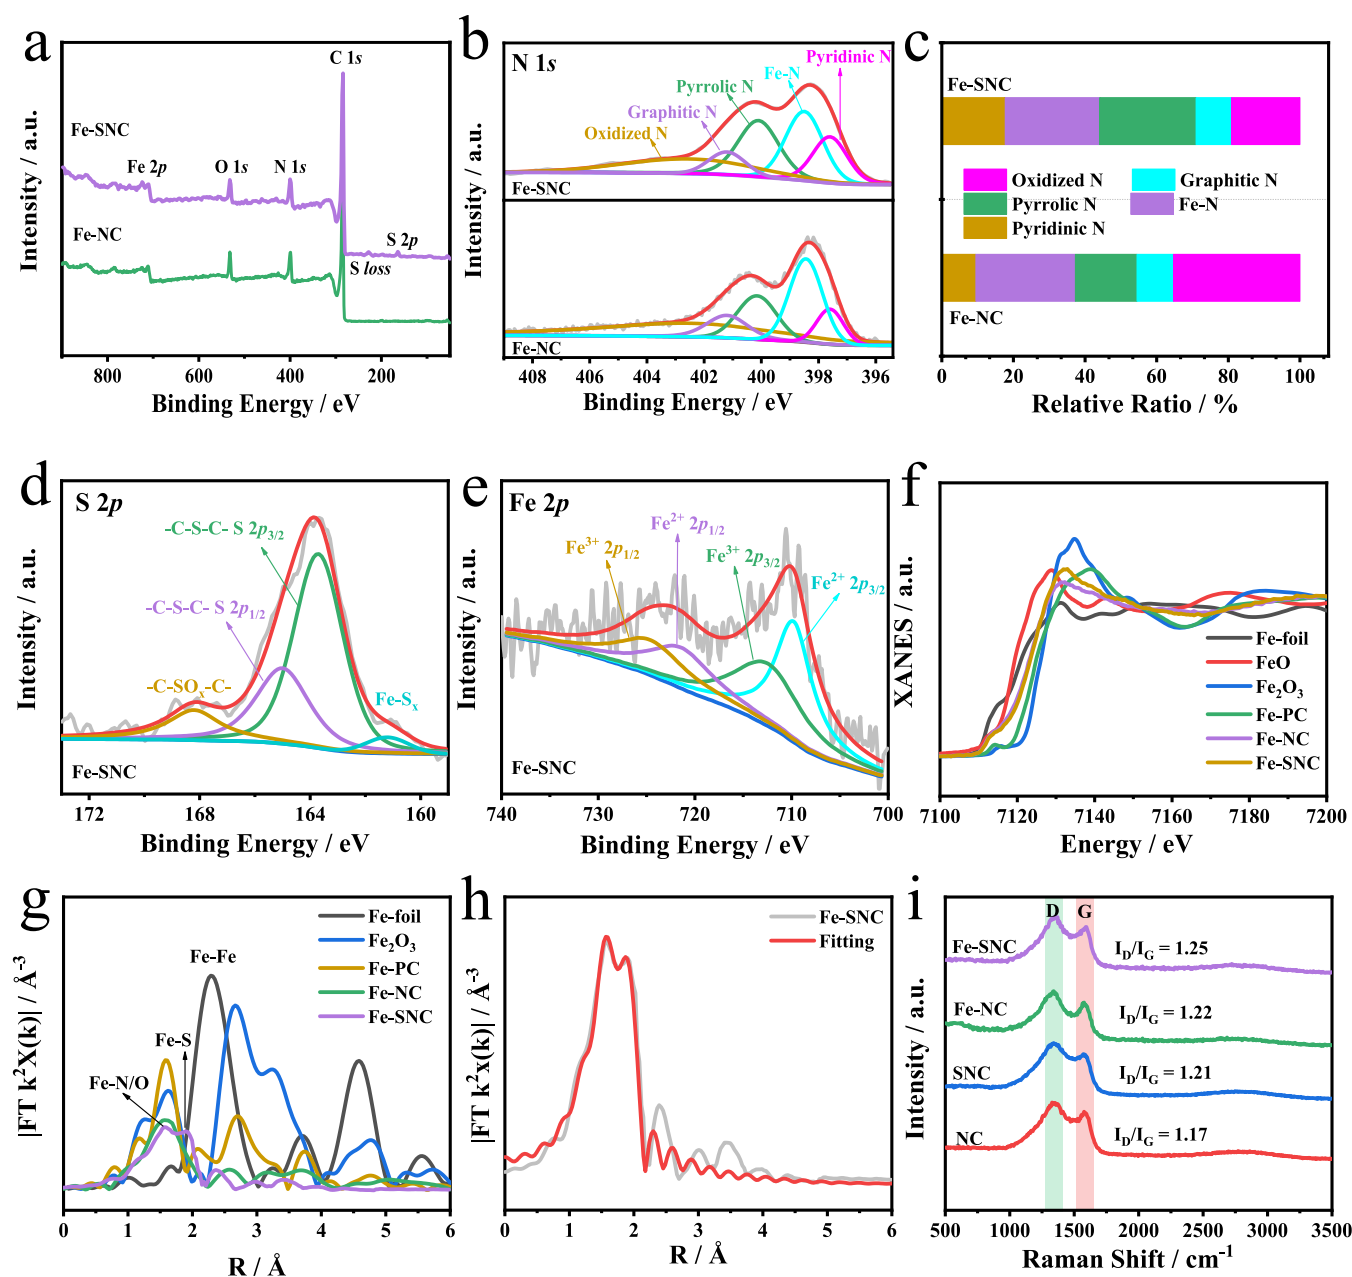 a
C 1s
Fe-SNC
Fe 2p
O 1s
N 1s
Fe-NC
S 2p
S loss
Intensity / a.u.
800
600
400
200
Binding Energy / eV
b
N 1s
Pyridinic N
Fe-N
Pyrrolic N
Graphitic N
Oxidized N
Fe-SNC
Fe-NC
Intensity / a.u.
408
406
404
402
400
398
396
Binding Energy / eV
c
Fe-SNC
Oxidized N
Graphitic N
Pyrrolic N
Fe-N
Pyridinic N
Fe-NC
0
20
40
60
80
100
Relative Ratio / %
d
S 2p
-C-S-C- S 2p3/2
-C-S-C- S 2p1/2
-C-SOx-C-
Fe-Sx
Fe-SNC
Intensity / a.u.
172
168
164
160
Binding Energy / eV
e
Fe 2p
Fe2+ 2p1/2
Fe3+ 2p1/2
Fe3+ 2p3/2
Fe2+ 2p3/2
Fe-SNC
Intensity / a.u.
740
730
720
710
700
Binding Energy / eV
f
Fe-foil
FeO
Fe2O3
Fe-PC
Fe-NC
Fe-SNC
XANES / a.u.
7100
7120
7140
7160
7180
7200
Energy / eV
g
Fe-foil
Fe2O3
Fe-PC
Fe-NC
Fe-SNC
Fe-Fe
Fe-S
Fe-N/O
|FT k2X(k)| / Å-3
0
1
2
3
4
5
6
R / Å
h
Fe-SNC
Fitting
|FT k2x(k)| / Å-3
0
1
2
3
4
5
6
R / Å
i
D
G
Fe-SNC
ID/IG = 1.25
Fe-NC
ID/IG = 1.22
SNC
ID/IG = 1.21
NC
ID/IG = 1.17
Intensity / a.u.
500
1000
1500
2000
2500
3000
3500
Raman Shift / cm-1